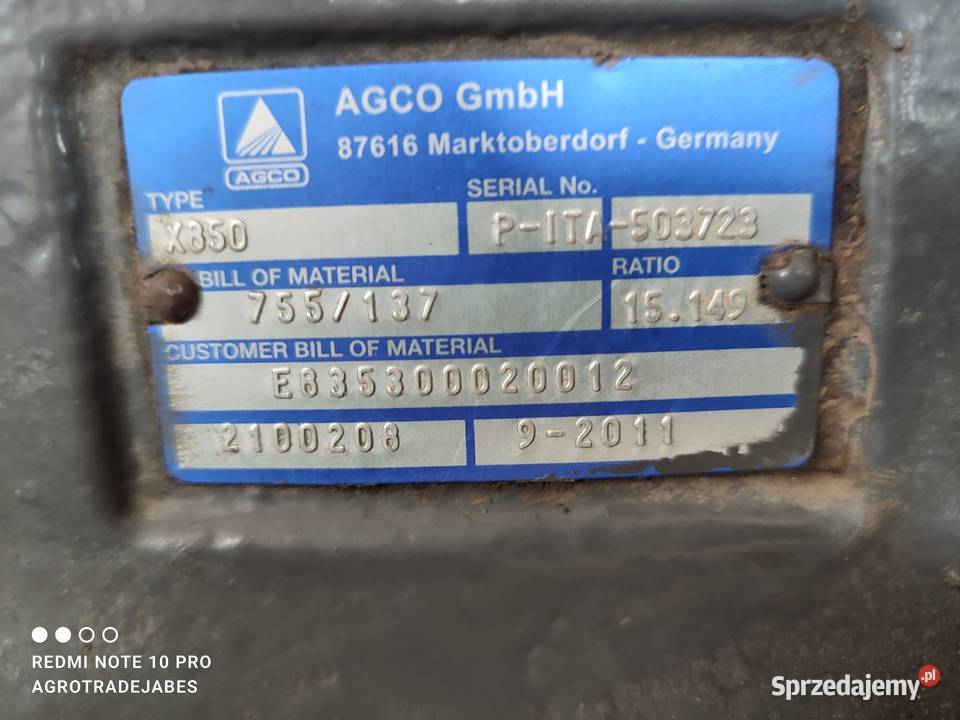 AGCO GmbH
87616 Marktoberdorf - Germany
AGCO
TYPE
SERIAL No.
X850
P-ITA-503723
BILL OF MATERIAL
RATIO
755/137
15.149
CUSTOMER BILL OF MATERIAL
E835300020012
2100208
9-2011
REDMI NOTE 10 PRO
AGROTRADEJABES
Sprzedajemy.pl